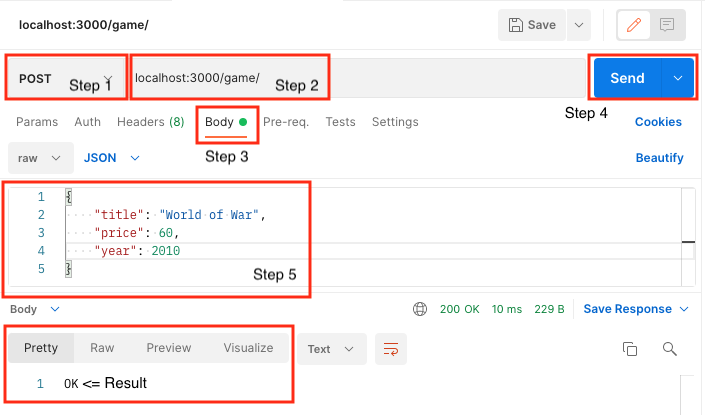 localhost:3000/game/
Save
POST Step 1 localhost:3000/game/ Step 2 Send
Step 4
Params Auth Headers (8) Body Pre-req. Tests Settings Cookies
Step 3
raw JSON Beautify
1 {
2 "title": "World of War",
3 "price": 60,
4 "year": 2010
5 }
Step 5
Body 200 OK 10 ms 229 B Save Response
Pretty Raw Preview Visualize Text
1 OK <= Result